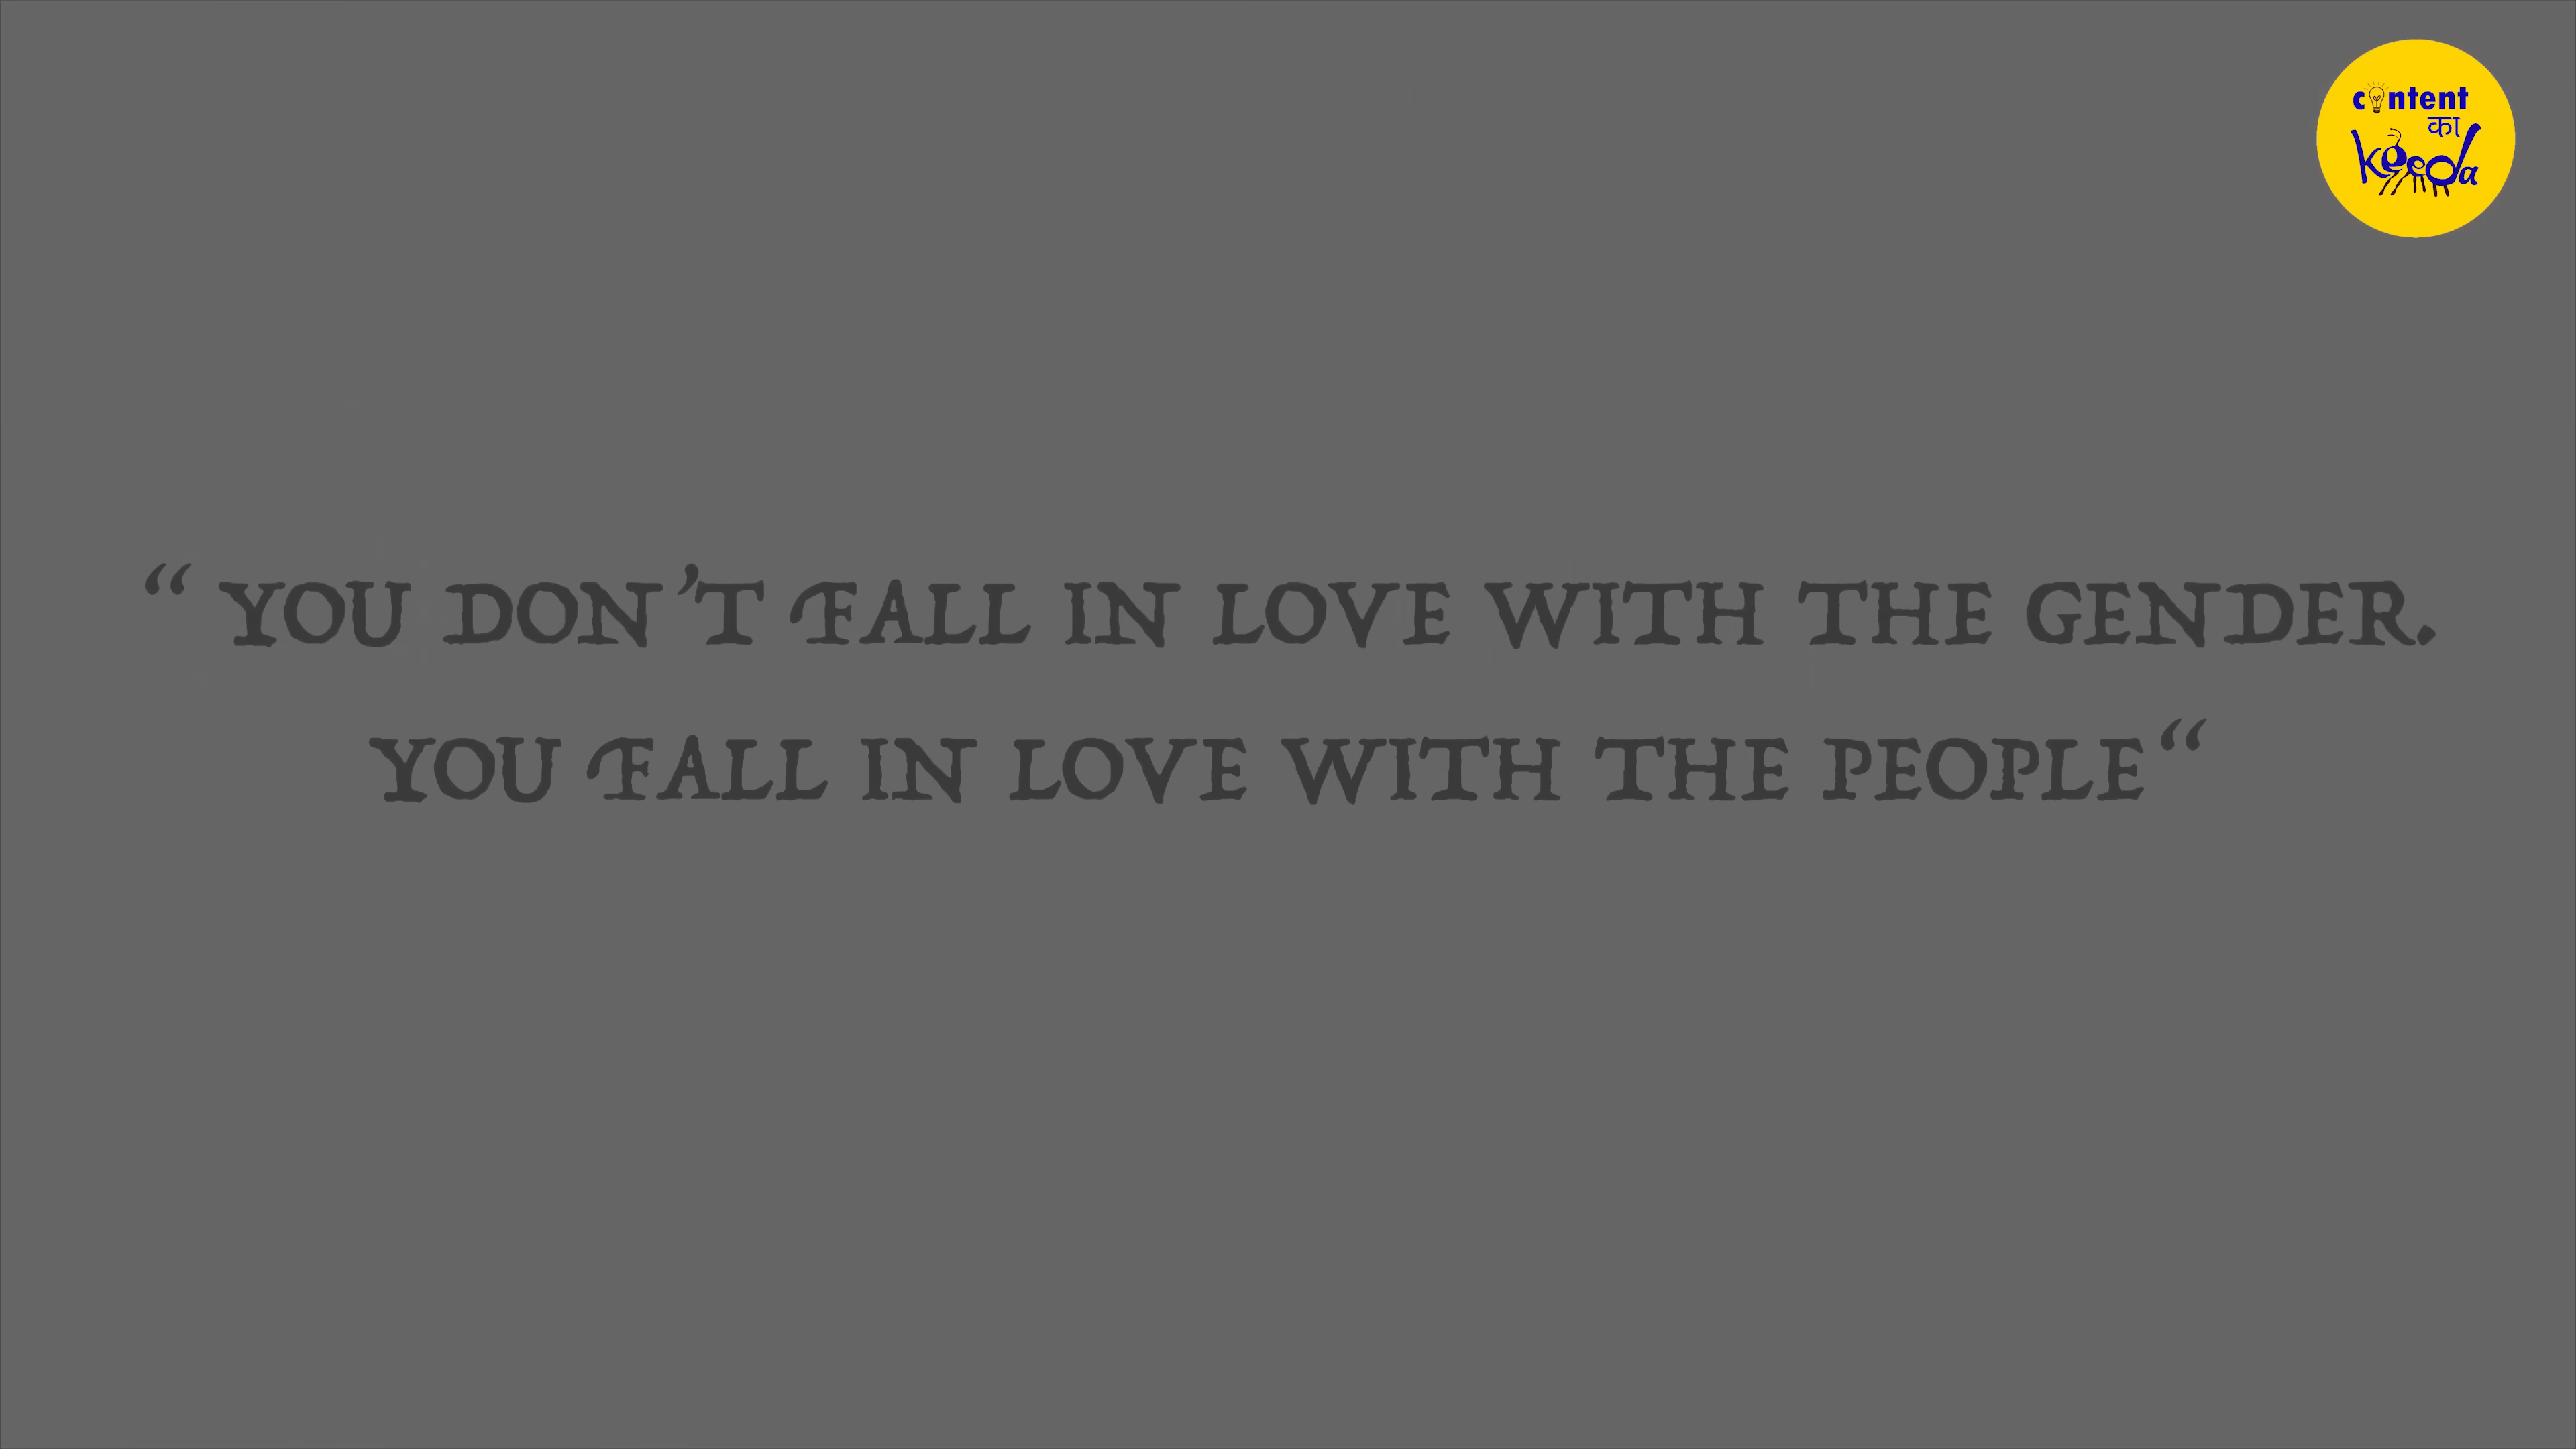 content
का
keeda
“ YOU DON’T FALL IN LOVE WITH THE GENDER.
YOU FALL IN LOVE WITH THE PEOPLE“